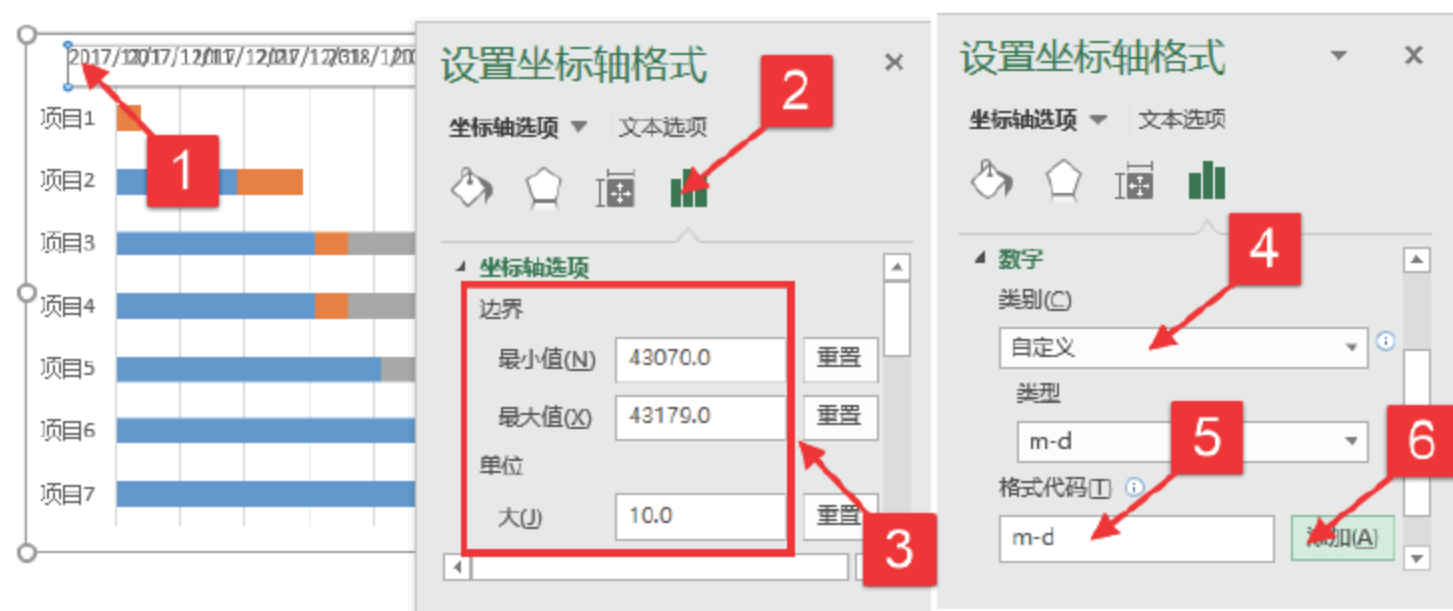 2017/12/1
项目1
项目2
项目3
项目4
项目5
项目6
项目7
1
设置坐标轴格式
坐标轴选项
文本选项
2
坐标轴选项
边界
最小值(N)
43070.0
重置
最大值(X)
43179.0
重置
单位
大(J)
10.0
重置
3
设置坐标轴格式
坐标轴选项
文本选项
数字
4
类别(C)
自定义
类型
m-d
5
6
格式代码(T)
m-d
添加(A)